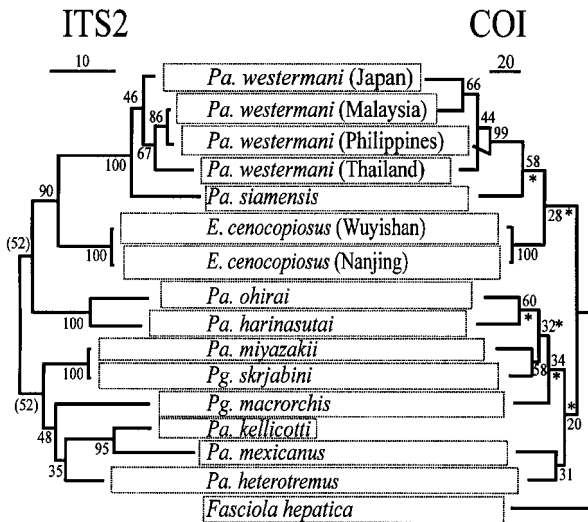 ITS2 COI
10 20
Pa. westermani (Japan)
46 66
Pa. westermani (Malaysia)
86 44
Pa. westermani (Philippines)
99
67
Pa. westermani (Thailand)
100 58
*
90
Pa. siamensis
28 *
E. cenocopiosus (Wuyishan)
(52) 100 100
E. cenocopiosus (Nanjing)
Pa. ohirai
60
100 *
Pa. harinasutai
32 *
Pa. miyazakii
100 58 34
*
Pg. skrjabini
(52)
Pg. macrorchis
*
20
48
Pa. kellicotti
95
Pa. mexicanus
35 31
Pa. heterotremus
Fasciola hepatica